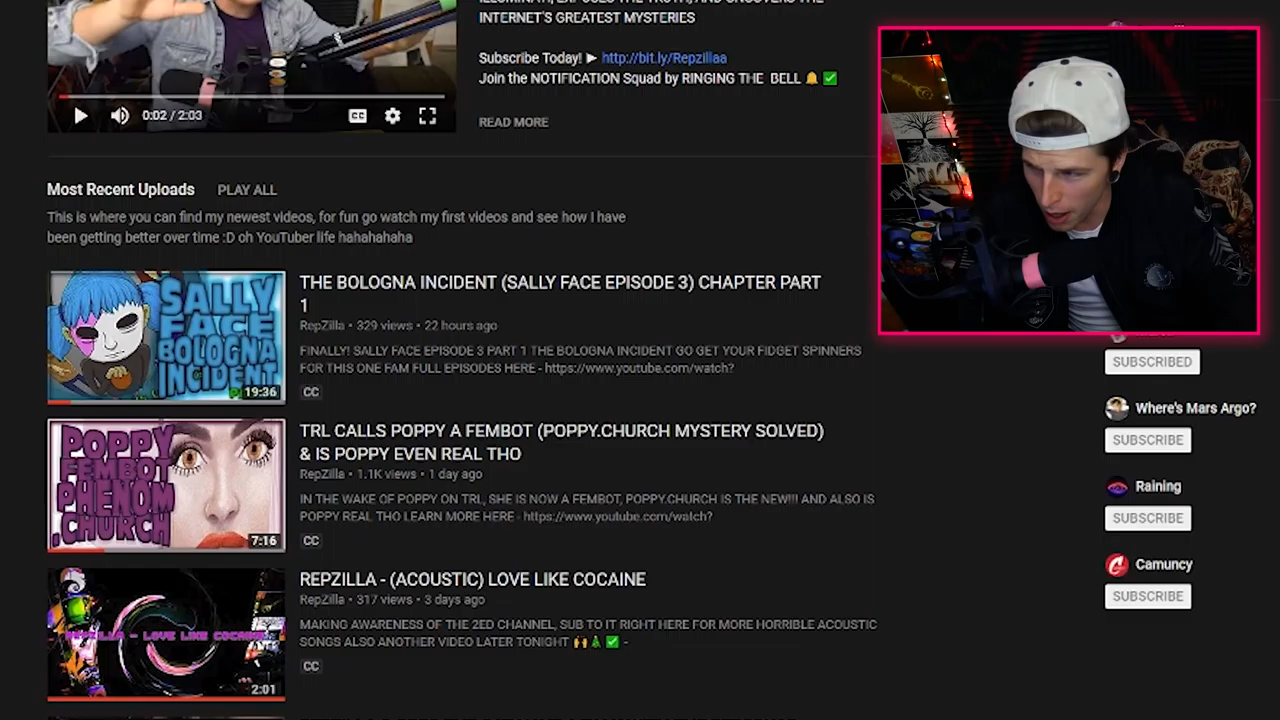 INTERNET'S GREATEST MYSTERIES
Subscribe Today! ► http://bit.ly/Repzillaa
Join the NOTIFICATION Squad by RINGING THE BELL 🔔 ✅
0:02 / 2:03
CC
READ MORE
Most Recent Uploads PLAY ALL
This is where you can find my newest videos, for fun go watch my first videos and see how I have
been getting better over time :D oh YouTuber life hahahahaha
SALLY
FACE
BOLOGNA
INCIDENT
19:36
THE BOLOGNA INCIDENT (SALLY FACE EPISODE 3) CHAPTER PART
1
RepZilla • 329 views • 22 hours ago
FINALLY! SALLY FACE EPISODE 3 PART 1 THE BOLOGNA INCIDENT GO GET YOUR FIDGET SPINNERS
FOR THIS ONE FAM FULL EPISODES HERE - https://www.youtube.com/watch?
CC
POPPY
FEMBOT
PHENOM
.CHURCH
7:16
TRL CALLS POPPY A FEMBOT (POPPY.CHURCH MYSTERY SOLVED)
& IS POPPY EVEN REAL THO
RepZilla • 1.1K views • 1 day ago
IN THE WAKE OF POPPY ON TRL, SHE IS NOW A FEMBOT, POPPY.CHURCH IS THE NEW!!! AND ALSO IS
POPPY REAL THO LEARN MORE HERE - https://www.youtube.com/watch?
CC
REPZILLA - LOVE LIKE COCAINE
2:01
REPZILLA - (ACOUSTIC) LOVE LIKE COCAINE
RepZilla • 317 views • 3 days ago
MAKING AWARENESS OF THE 2ED CHANNEL, SUB TO IT RIGHT HERE FOR MORE HORRIBLE ACOUSTIC
SONGS ALSO ANOTHER VIDEO LATER TONIGHT 🙌🎄✅ -
CC
SUBSCRIBED
Where's Mars Argo?
SUBSCRIBE
Raining
SUBSCRIBE
Camuncy
SUBSCRIBE